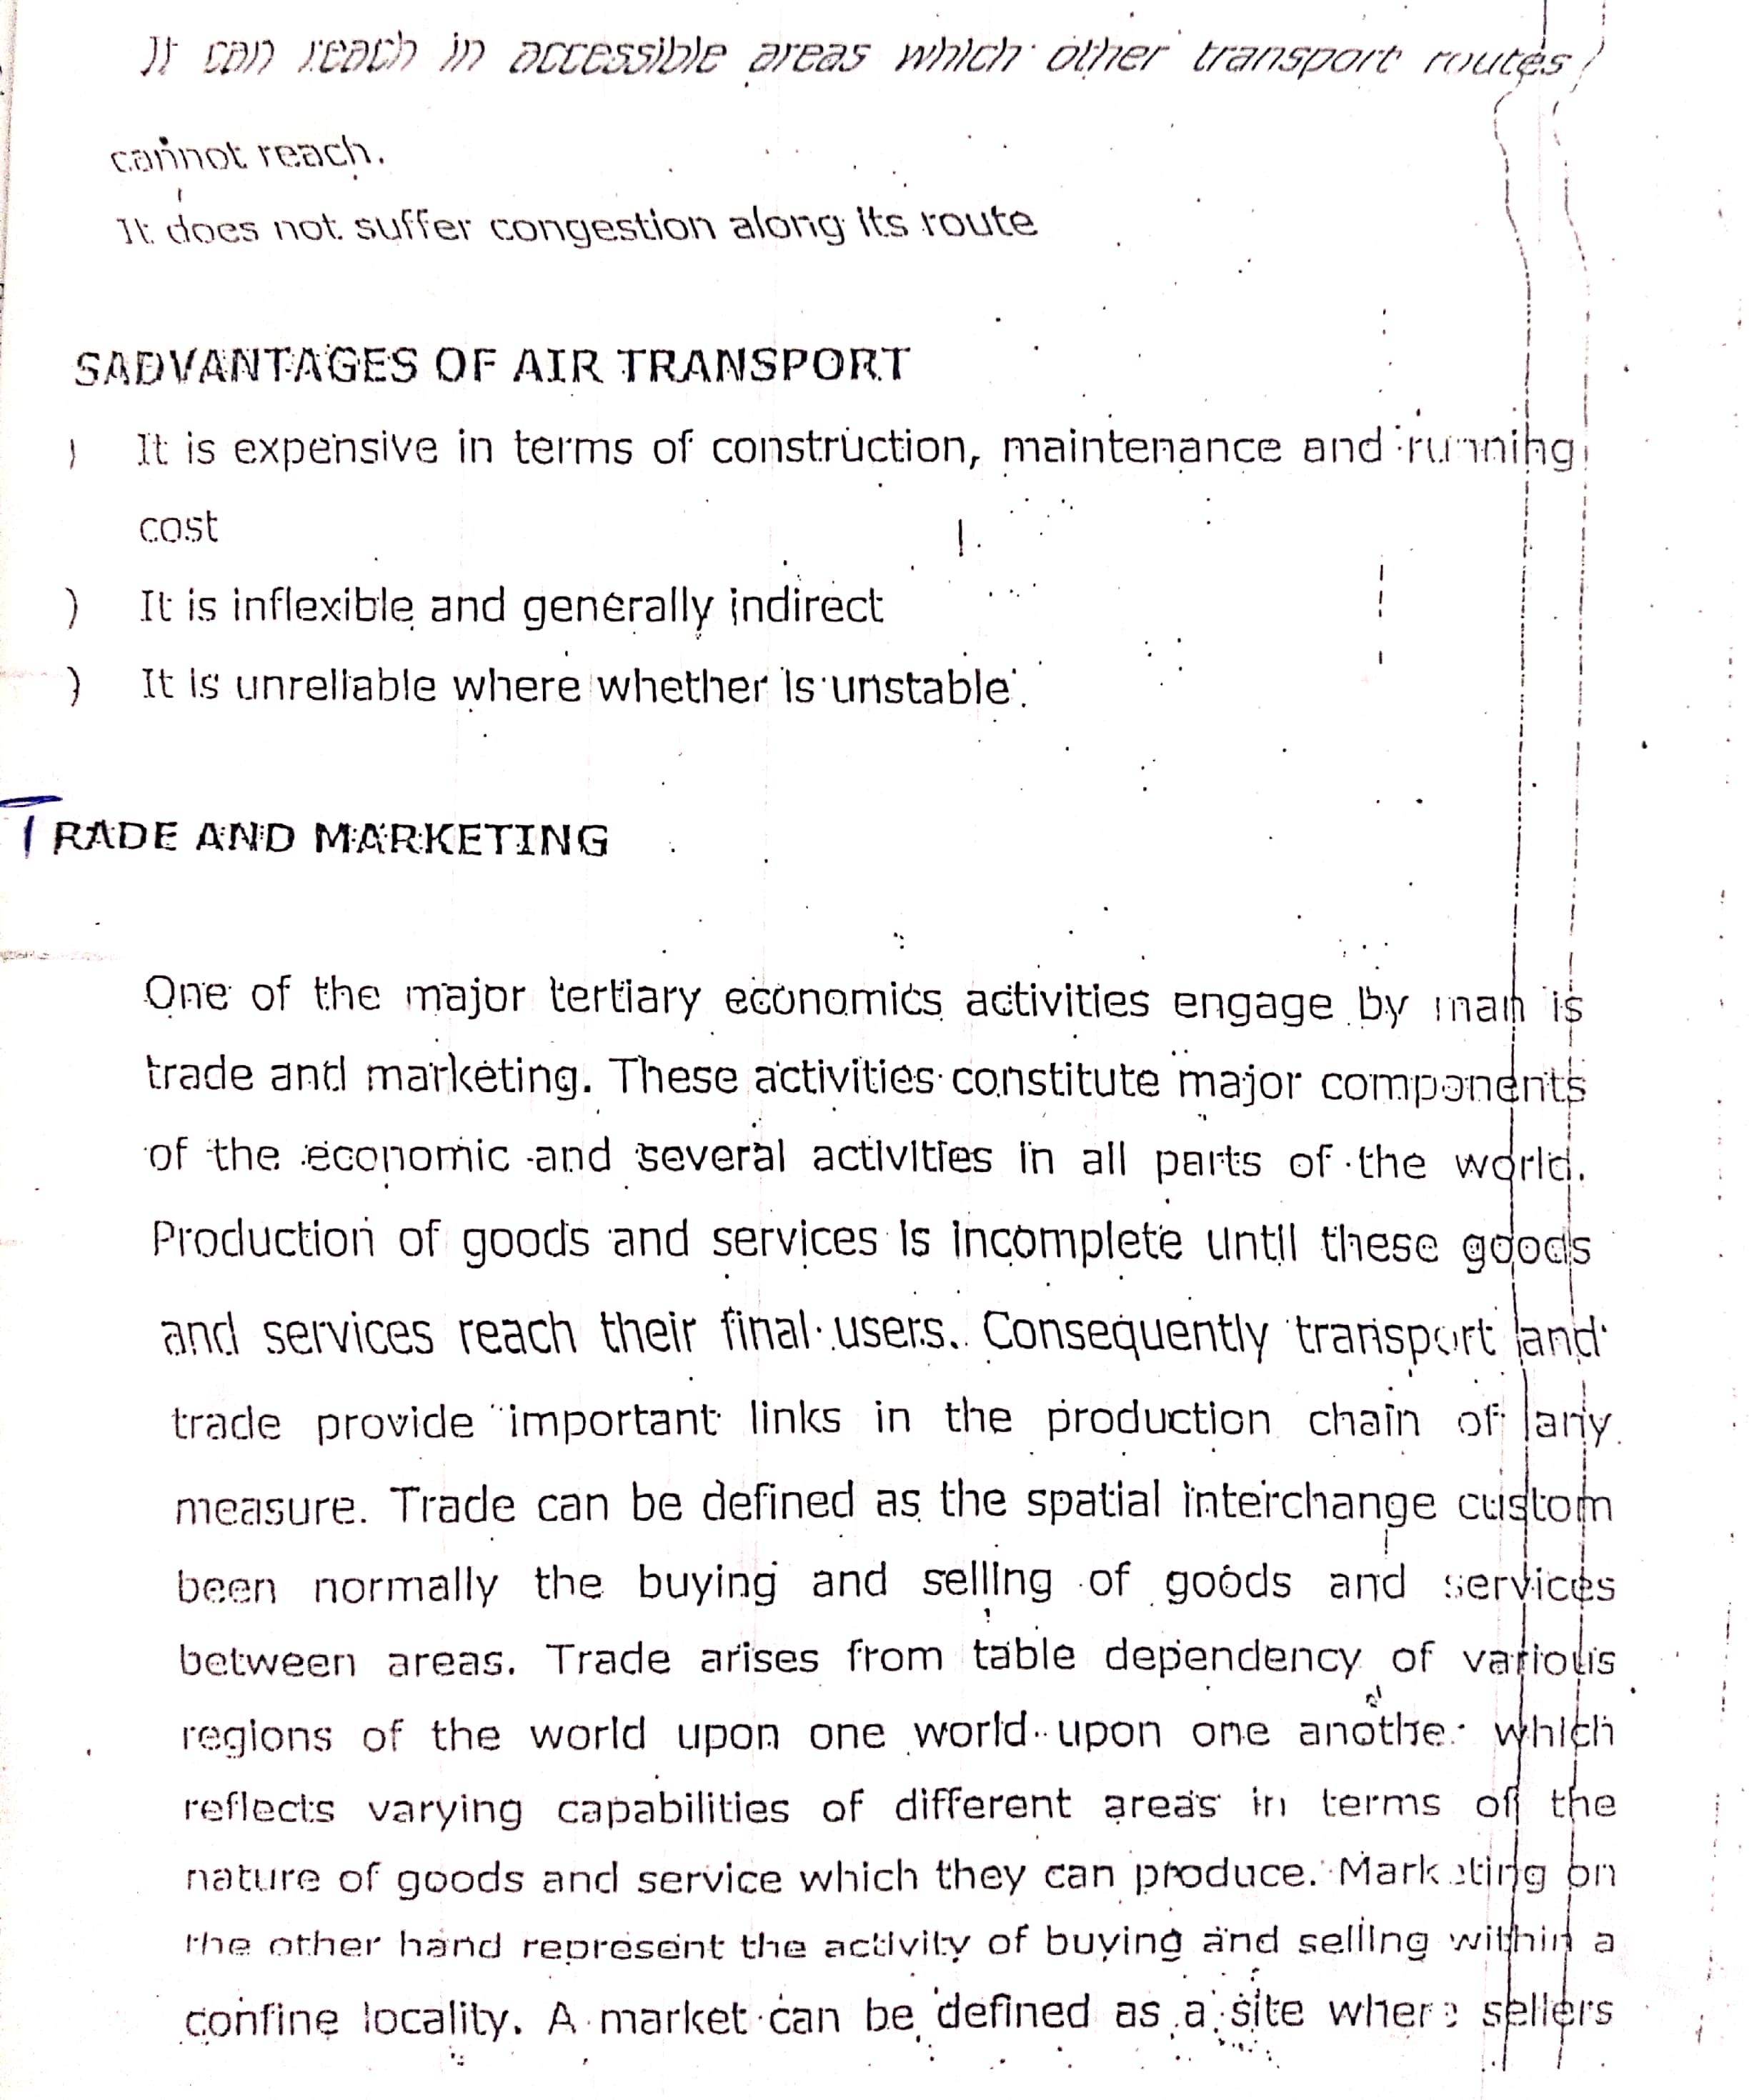 It can reach in accessible areas which other transport routes
cannot reach.
It does not suffer congestion along its route
SADVANTAGES OF AIR TRANSPORT
) It is expensive in terms of construction, maintenance and running
cost
) It is inflexible and generally indirect
) It is unreliable where whether is unstable.
TRADE AND MARKETING
One of the major tertiary economics activities engage by man is
trade and marketing. These activities constitute major components
of the economic and several activities in all parts of the world.
Production of goods and services is incomplete until these goods
and services reach their final users. Consequently transport and
trade provide important links in the production chain of any
measure. Trade can be defined as the spatial interchange custom
been normally the buying and selling of goods and services
between areas. Trade arises from table dependency of various
regions of the world upon one world upon one another which
reflects varying capabilities of different areas in terms of the
nature of goods and service which they can produce. Marketing on
the other hand represent the activity of buying and selling within a
confine locality. A market can be defined as a site where sellers